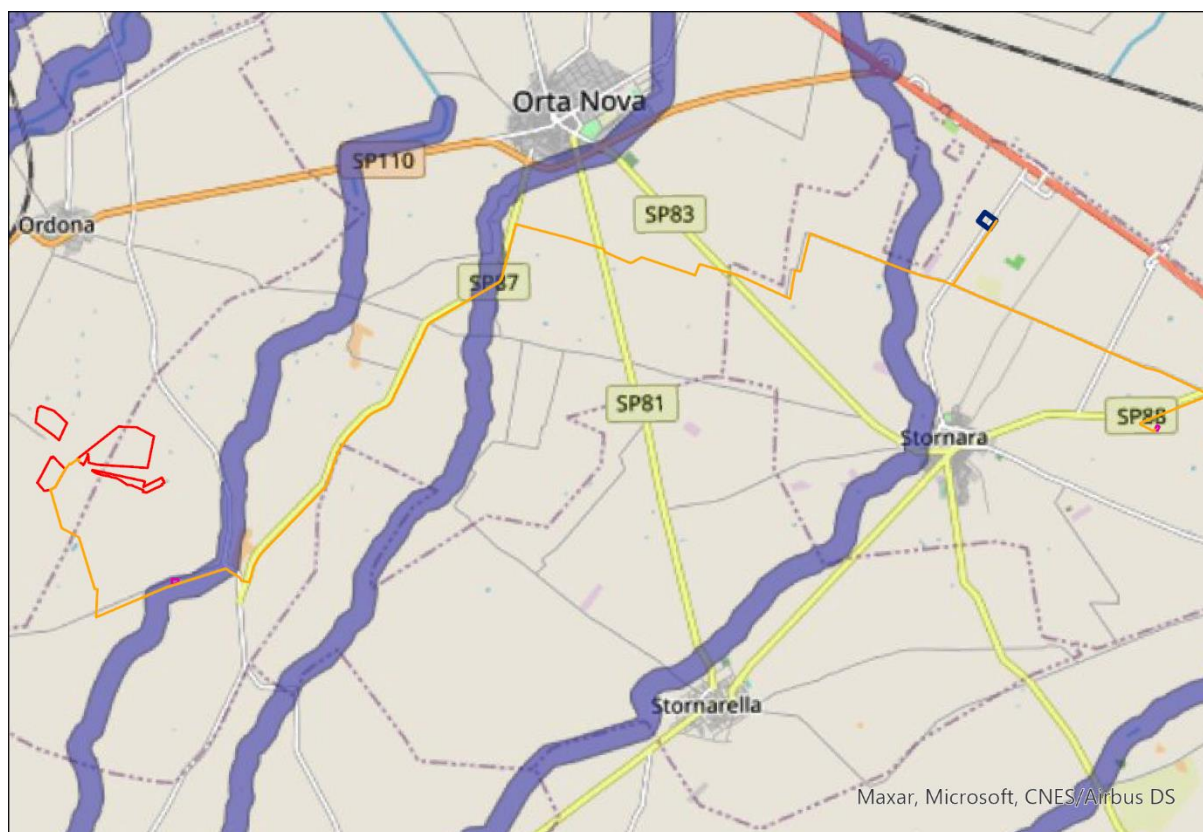 Orta Nova
SP110
SP83
Ordona
SP87
SP81
SP88
Stornara
Stornarella
Maxar, Microsoft, CNES/Airbus DS